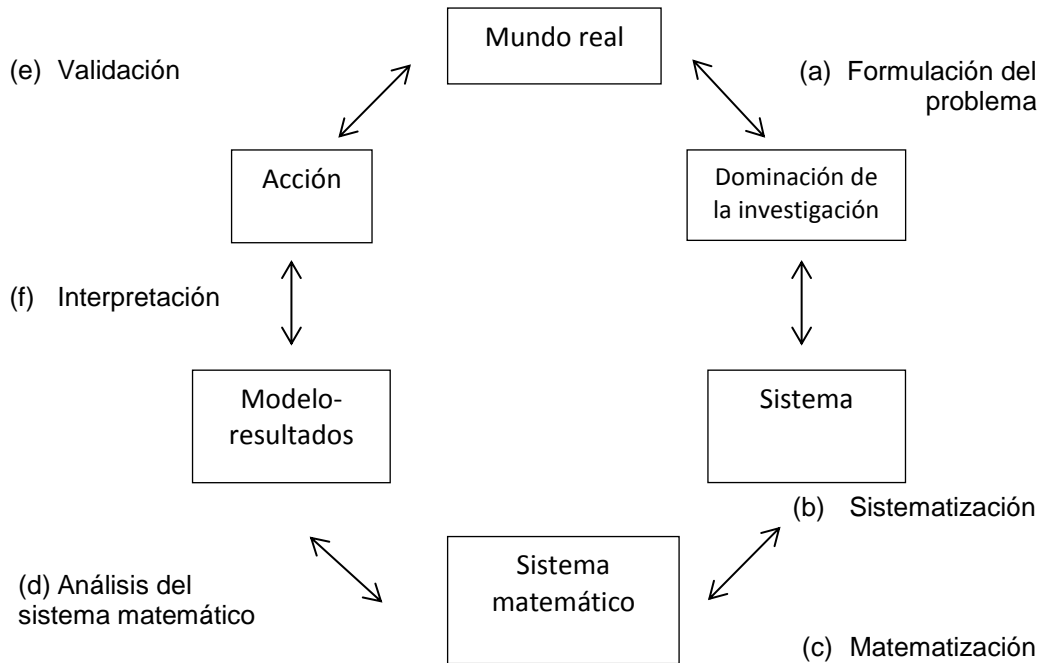 Mundo real
(e) Validación
(a) Formulación del
problema
Acción
Dominación de
la investigación
(f) Interpretación
Modelo-
resultados
Sistema
(b) Sistematización
Sistema
matemático
(d) Análisis del
sistema matemático
(c) Matematización